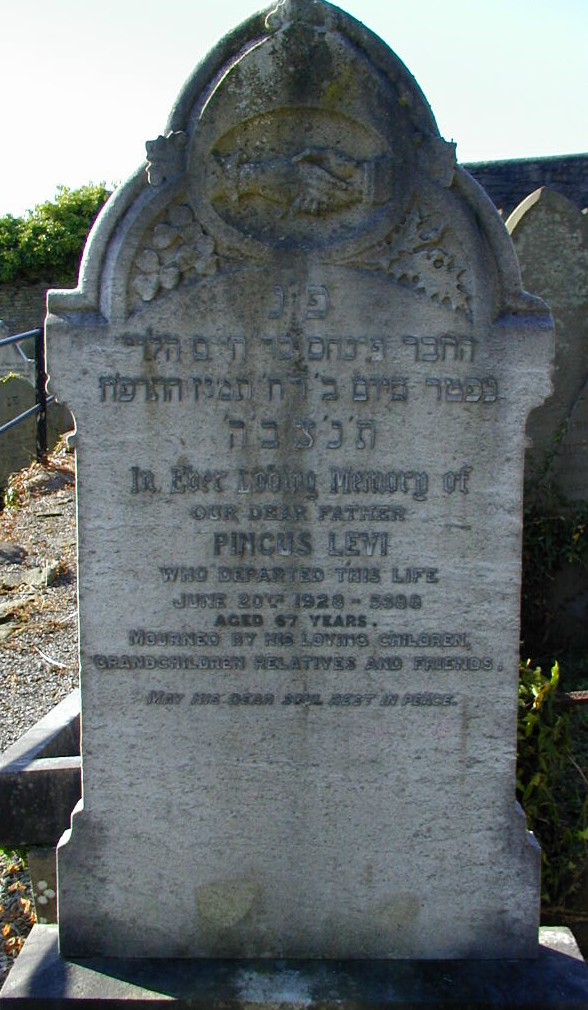 פ נ
החבר פינחס בר חיים הלוי
נפטר ביום ב' ר"ח תמוז התרפ"ח
ת' נ' צ' ב' ה'
In Ever Loving Memory of
OUR DEAR FATHER
PINCUS LEVI
WHO DEPARTED THIS LIFE
JUNE 20TH 1928 - 5688
AGED 67 YEARS.
MOURNED BY HIS LOVING CHILDREN,
GRANDCHILDREN RELATIVES AND FRIENDS.
MAY HIS DEAR SOUL REST IN PEACE.